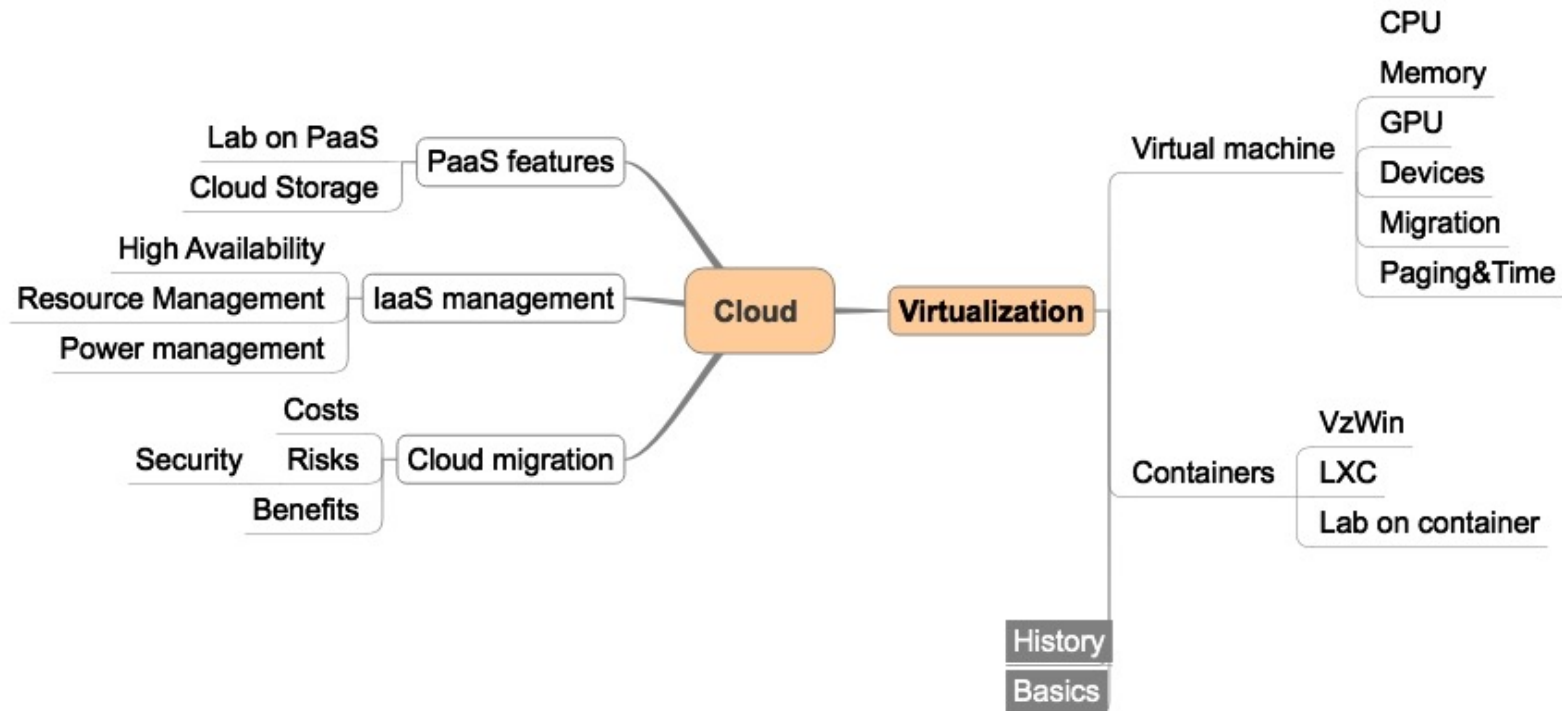 Lab on PaaS
Cloud Storage
PaaS features
High Availability
Resource Management
Power management
IaaS management
Costs
Security
Risks
Benefits
Cloud migration
Cloud
Virtualization
Virtual machine
CPU
Memory
GPU
Devices
Migration
Paging&Time
Containers
VzWin
LXC
Lab on container
History
Basics